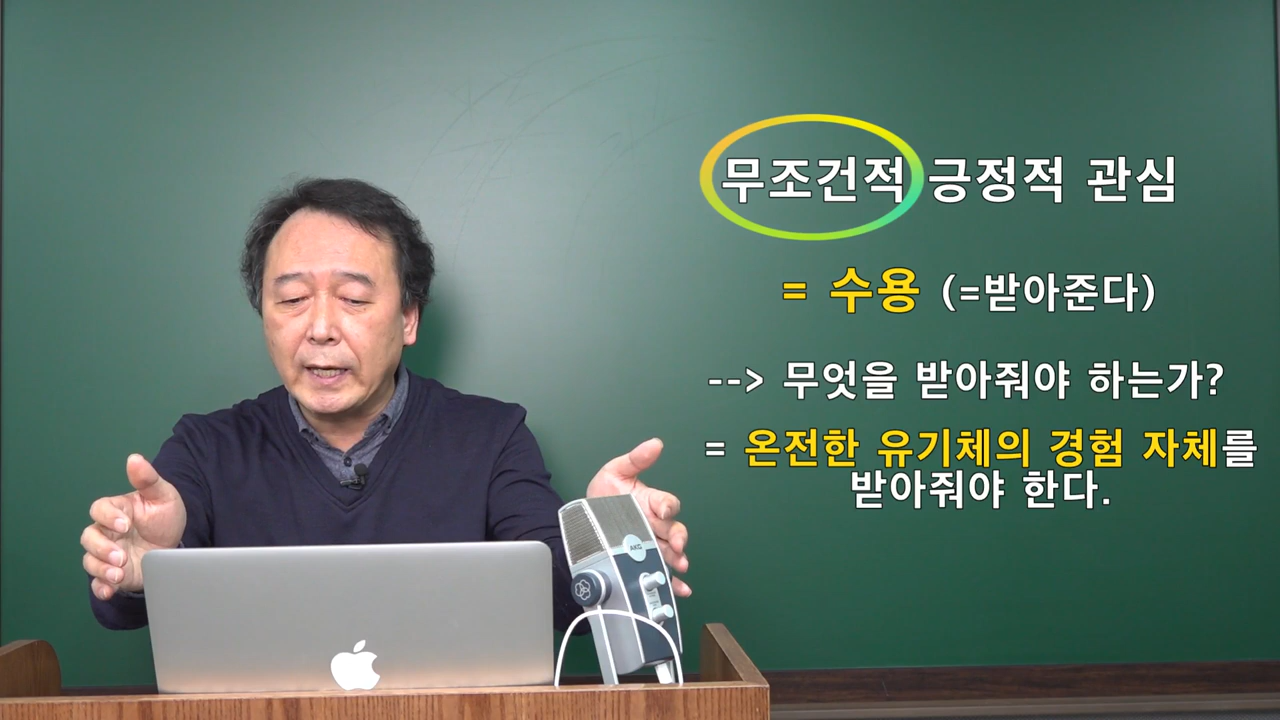 무조건적 긍정적 관심
= 수용 (=받아준다)
--> 무엇을 받아줘야 하는가?
= 온전한 유기체의 경험 자체를
받아줘야 한다.
AKG